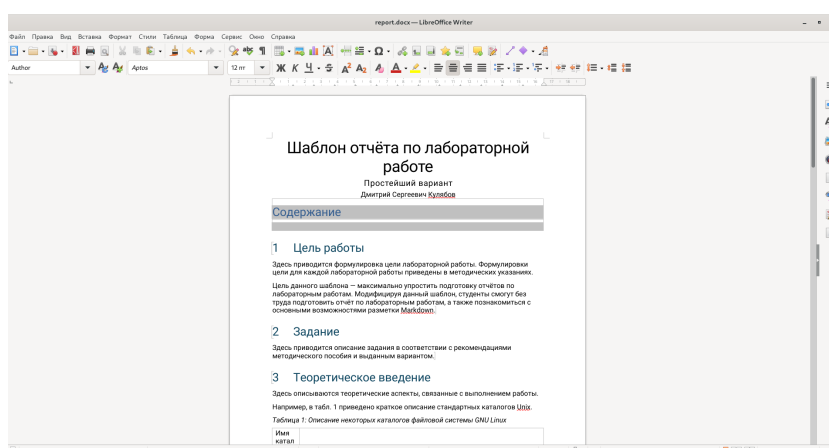 report.docx — LibreOffice Writer
Файл Правка Вид Вставка Формат Стили Таблица Форма Сервис Окно Справка
Author Aptos 12 пт Ж К Ч
Шаблон отчёта по лабораторной
работе
Простейший вариант
Дмитрий Сергеевич Кулябов
Содержание
1 Цель работы
Здесь приводится формулировка цели лабораторной работы. Формулировки
цели для каждой лабораторной работы приведены в методических указаниях.
Цель данного шаблона — максимально упростить подготовку отчётов по
лабораторным работам. Модифицируя данный шаблон, студенты смогут без
труда подготовить отчёт по лабораторным работам, а также познакомиться с
основными возможностями разметки Markdown.
2 Задание
Здесь приводится описание задания в соответствии с рекомендациями
методического пособия и выданным вариантом.
3 Теоретическое введение
Здесь описываются теоретические аспекты, связанные с выполнением работы.
Например, в табл. 1 приведено краткое описание стандартных каталогов Unix.
Таблица 1: Описание некоторых каталогов файловой системы GNU Linux
Имя
катал